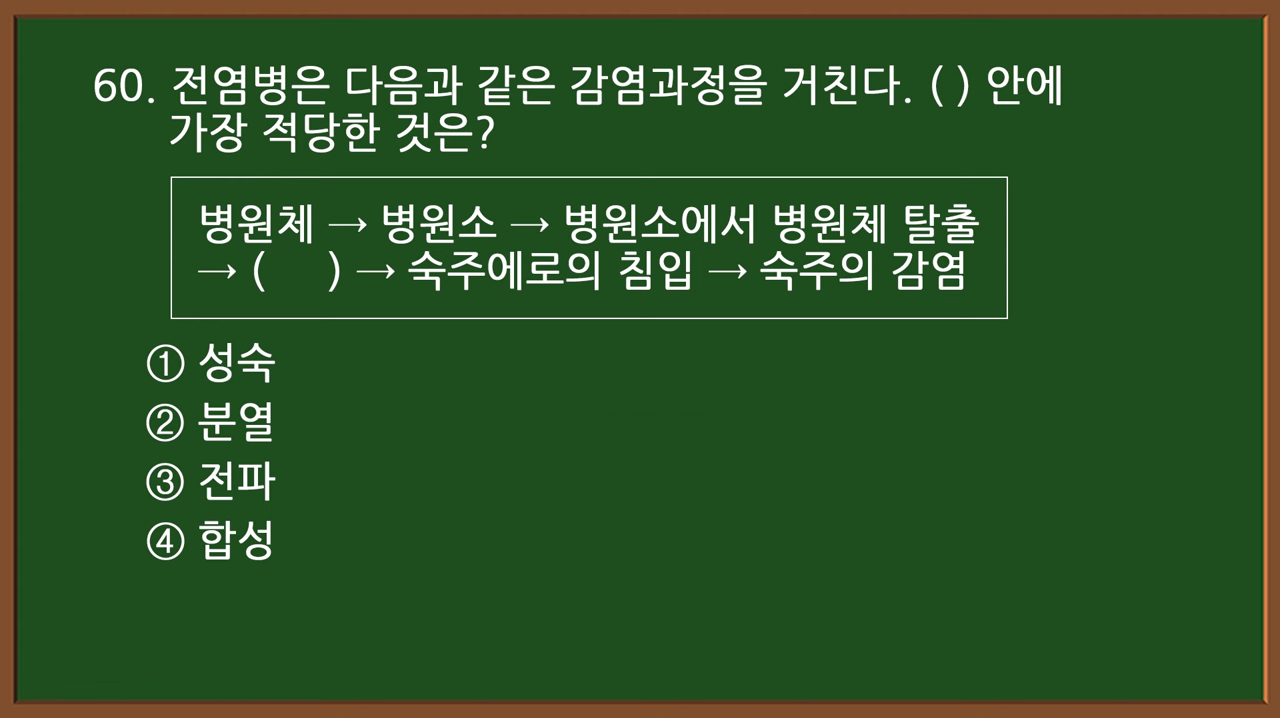 60. 전염병은 다음과 같은 감염과정을 거친다. ( ) 안에
가장 적당한 것은?
병원체 → 병원소 → 병원소에서 병원체 탈출
→ (    ) → 숙주에로의 침입 → 숙주의 감염
① 성숙
② 분열
③ 전파
④ 합성